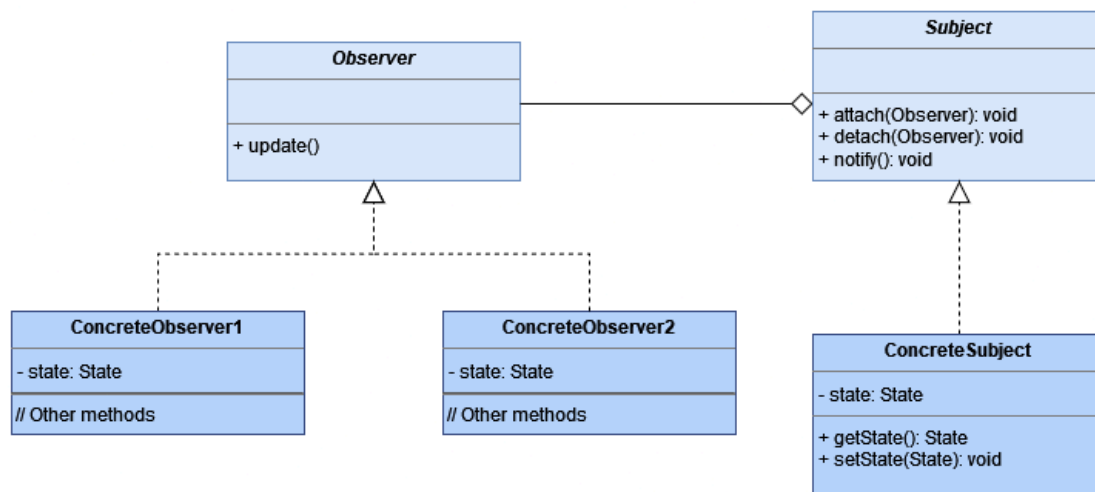 Observer
+ update()
Subject
+ attach(Observer): void
+ detach(Observer): void
+ notify(): void
ConcreteObserver1
- state: State
// Other methods
ConcreteObserver2
- state: State
// Other methods
ConcreteSubject
- state: State
+ getState(): State
+ setState(State): void